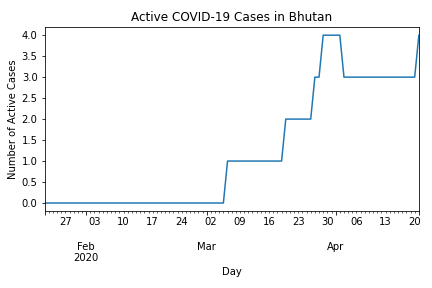 Active COVID-19 Cases in Bhutan
Number of Active Cases
4.0
3.5
3.0
2.5
2.0
1.5
1.0
0.5
0.0
27 03 10 17 24 02 09 16 23 30 06 13 20
Feb Mar Apr
2020
Day